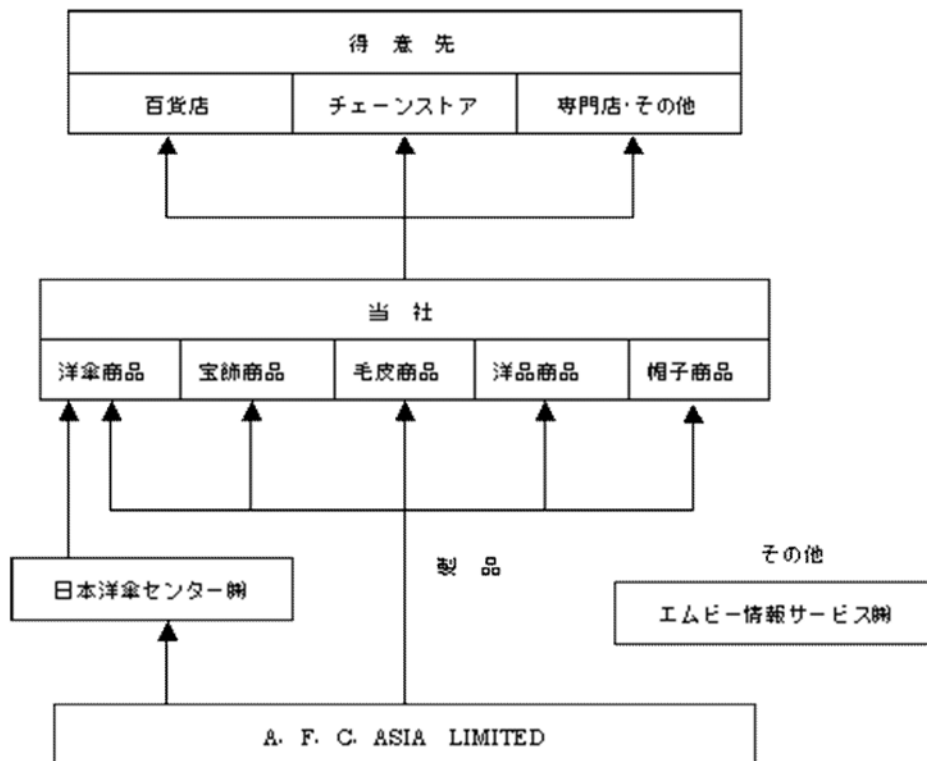 得 意 先
百貨店 チェーンストア 専門店・その他
当 社
洋傘商品 宝飾商品 毛皮商品 洋品商品 帽子商品
製 品
その他
日本洋傘センター㈱
エムビー情報サービス㈱
A. F. C. ASIA LIMITED